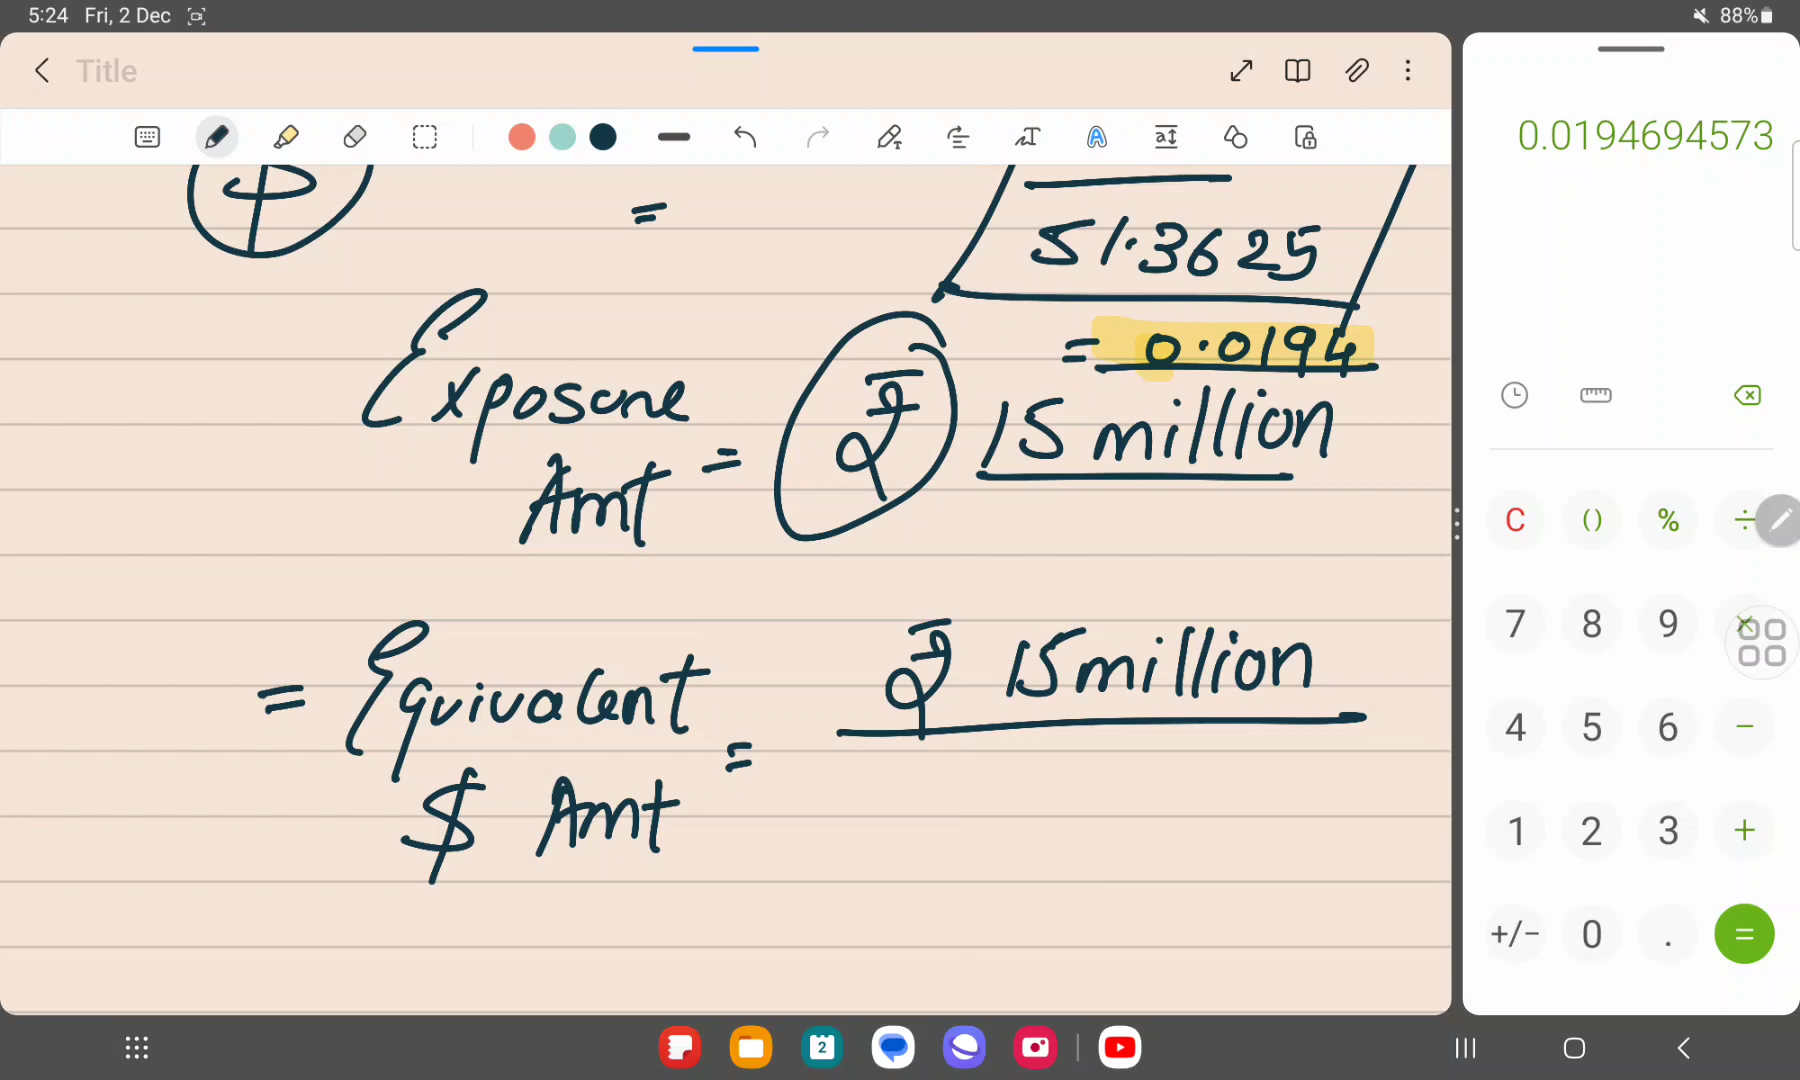 5:24 Fri, 2 Dec 88%
Title
$
=
51.3625
= 0.0194
Exposure
Amt = ₹ 15 million
= Equivalent
$ Amt = ₹ 15 million
0.0194694573
C () % ÷
7 8 9 ×
4 5 6 −
1 2 3 +
+/− 0 . =
2